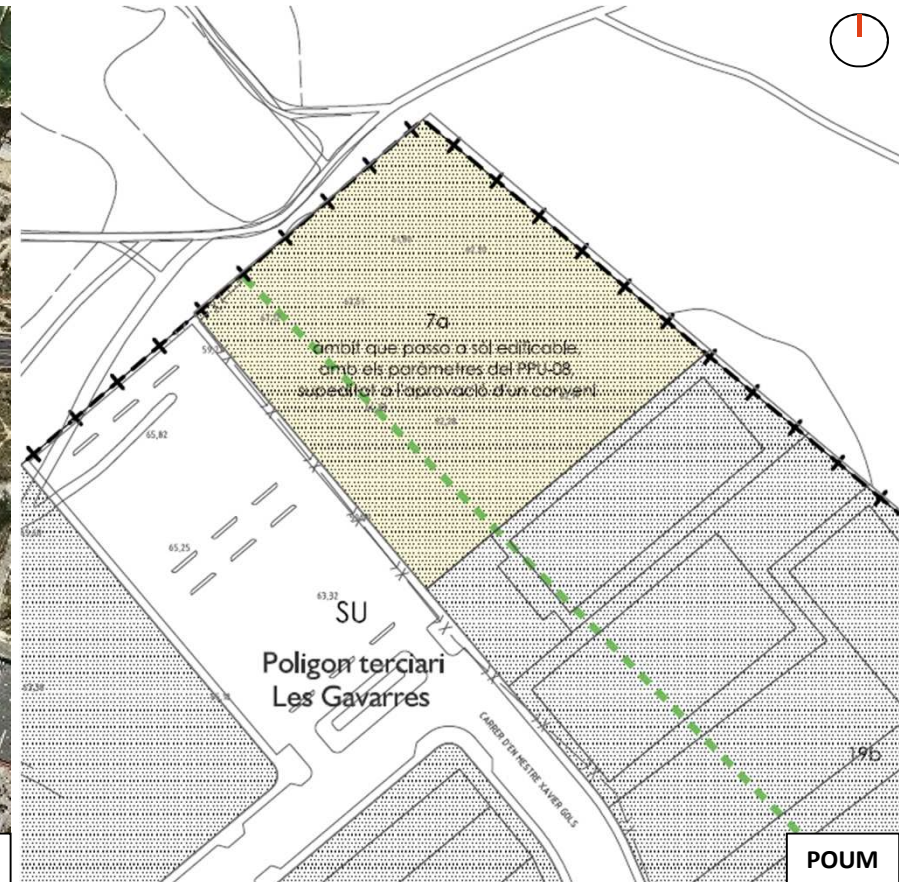 7a
àmbit que passa a sòl edificable,
amb els paràmetres del PPU-08,
supeditat a l'aprovació d'un conveni
65,82
65,25
63,32
SU
Polígon terciari
Les Gavarres
CARRER D'EN MESTRE XAVIER GOLS
19b
POUM